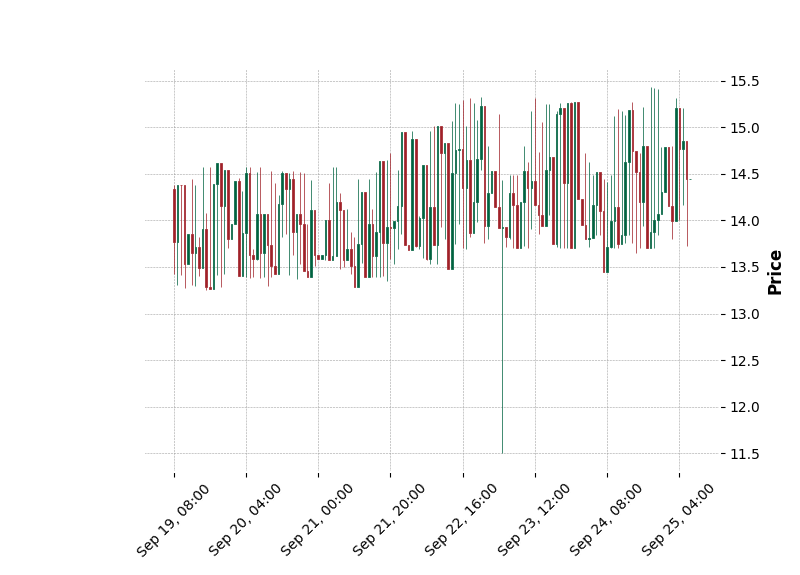 15.5
15.0
14.5
14.0
13.5
13.0
12.5
12.0
11.5
Price
Sep 19, 08:00
Sep 20, 04:00
Sep 21, 00:00
Sep 21, 20:00
Sep 22, 16:00
Sep 23, 12:00
Sep 24, 08:00
Sep 25, 04:00